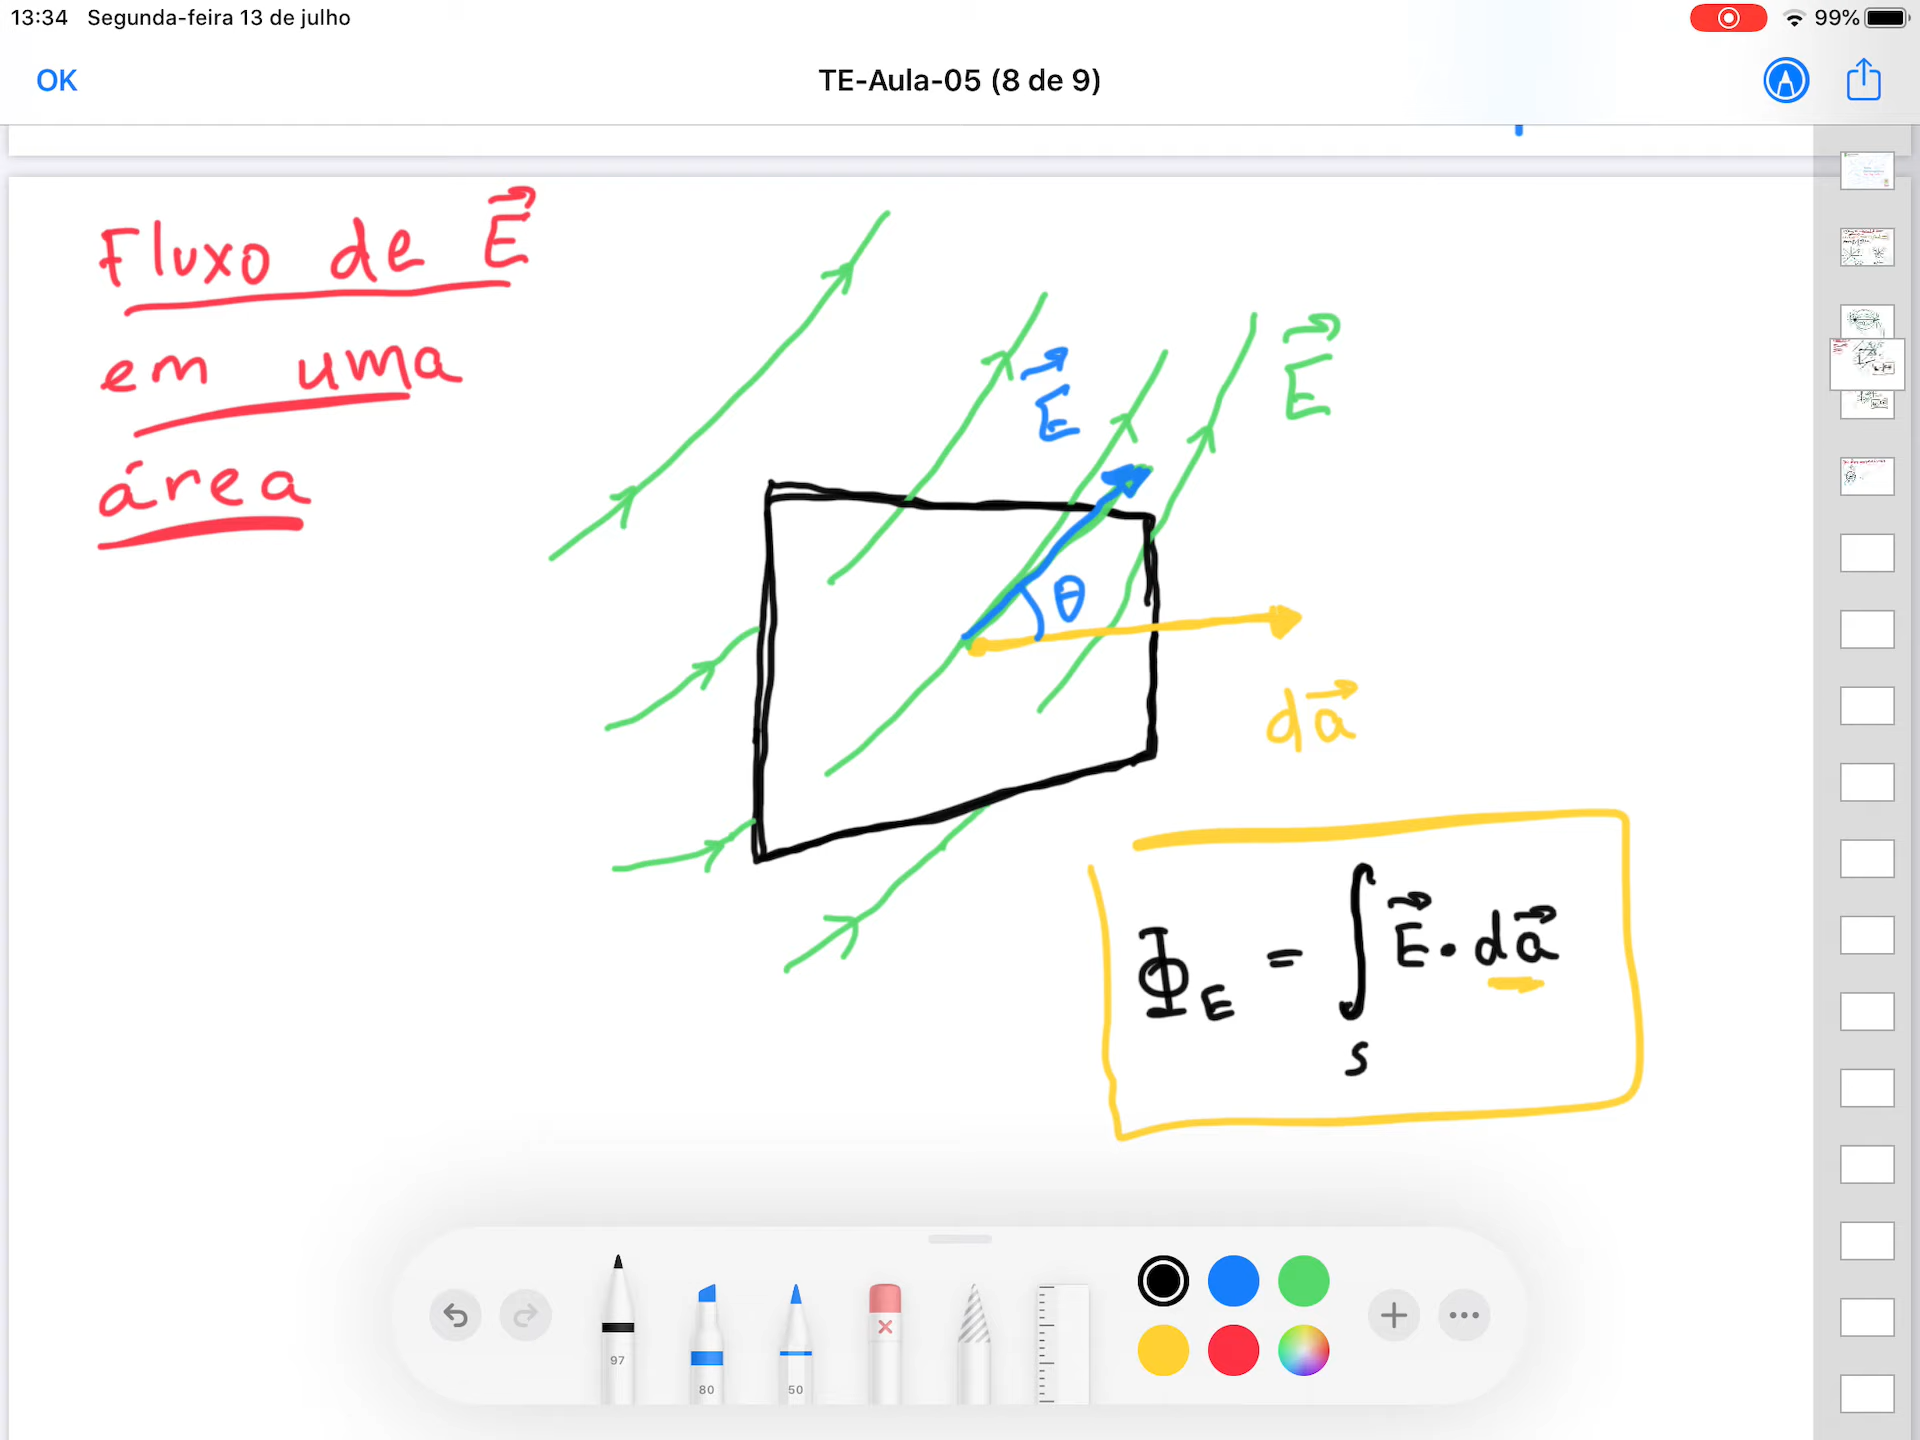 13:34 Segunda-feira 13 de julho
99%
OK
TE-Aula-05 (8 de 9)
Fluxo de E⃗
em uma
área
E⃗
E⃗
θ
da⃗
Φ_E = ∫_S E⃗ · da⃗
97
80
50